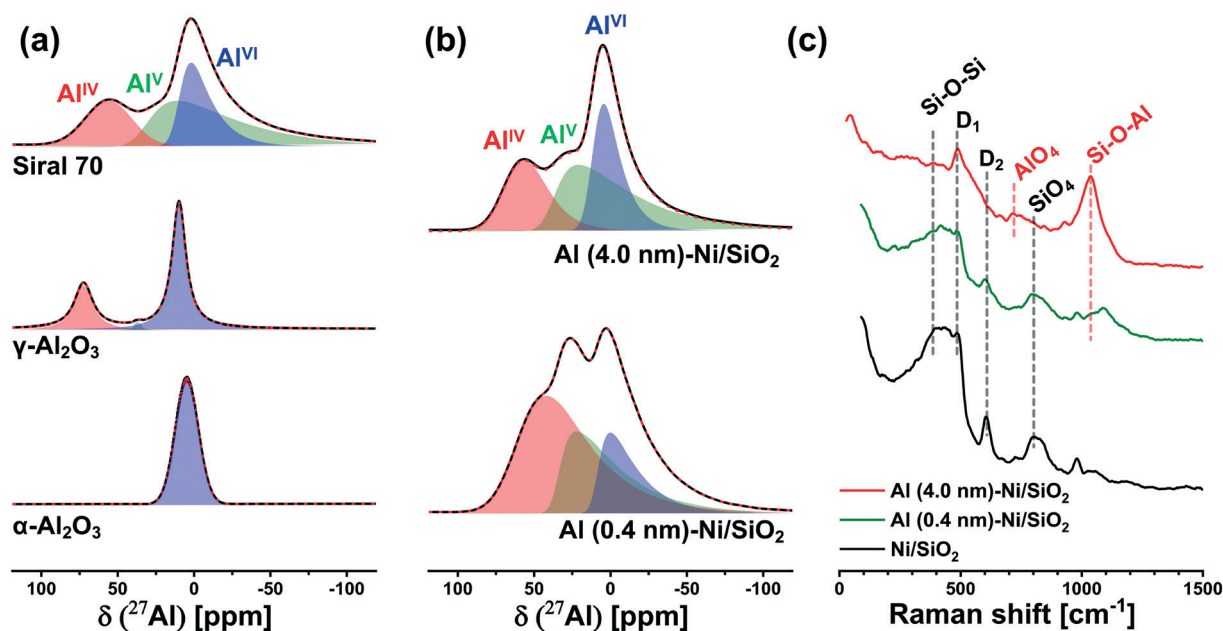 (a)
Al^VI
Al^V
Al^IV
Siral 70
γ-Al₂O₃
α-Al₂O₃
100 50 0 -50 -100
δ (²⁷Al) [ppm]
(b)
Al^VI
Al^V
Al^IV
Al (4.0 nm)-Ni/SiO₂
Al (0.4 nm)-Ni/SiO₂
100 50 0 -50 -100
δ (²⁷Al) [ppm]
(c)
Si-O-Si
D₁
D₂
AlO₄
SiO₄
Si-O-Al
Al (4.0 nm)-Ni/SiO₂
Al (0.4 nm)-Ni/SiO₂
Ni/SiO₂
0 500 1000 1500
Raman shift [cm⁻¹]